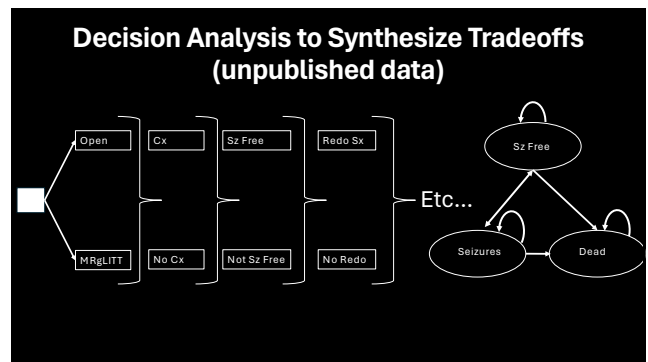 Decision Analysis to Synthesize Tradeoffs
(unpublished data)
Open
Cx
Sz Free
Redo Sx
MRgLITT
No Cx
Not Sz Free
No Redo
Etc...
Sz Free
Seizures
Dead